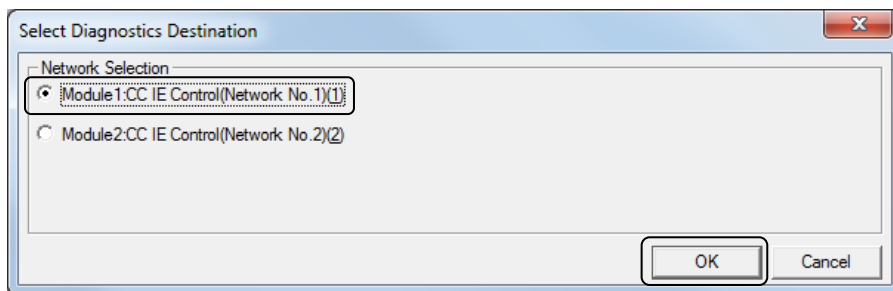 Select Diagnostics Destination
Network Selection
Module1:CC IE Control(Network No.1)(1)
Module2:CC IE Control(Network No.2)(2)
OK
Cancel